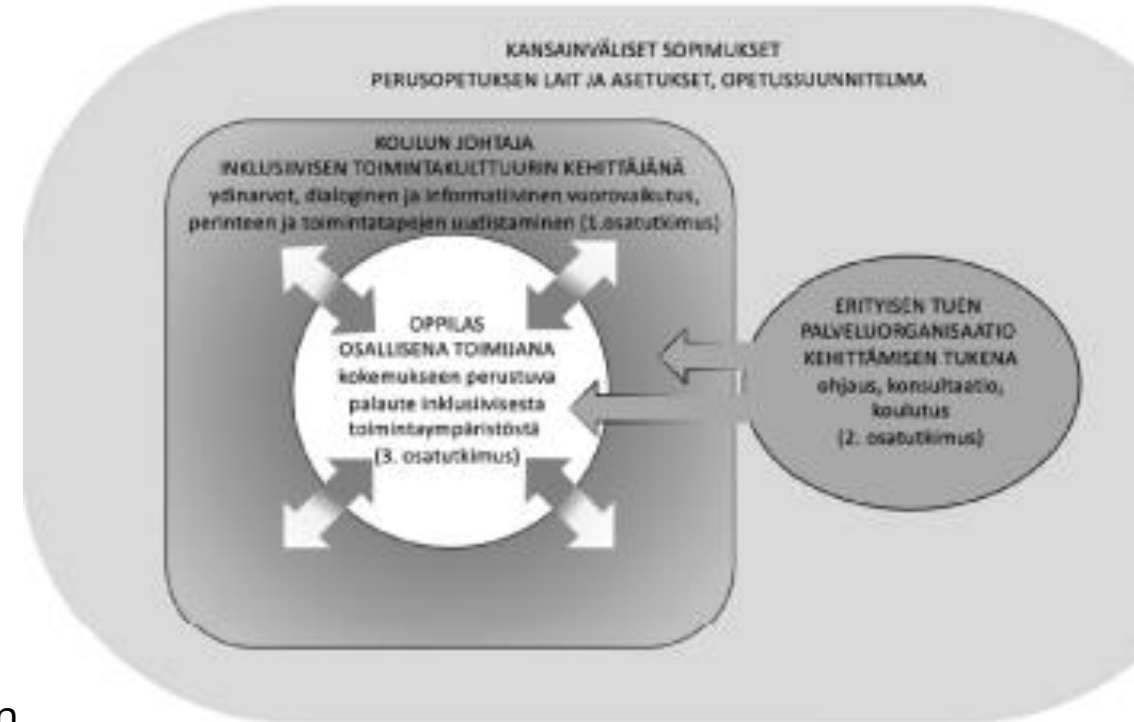 KANSAINVÄLISET SOPIMUKSET
PERUSOPETUKSEN LAIT JA ASETUKSET, OPETUSSUUNNITELMA
KOULUN JOHTAJA
INKLUSIIVISEN TOIMINTAKULTTUURIN KEHITTÄJÄNÄ
ydinarvot, dialoginen ja informatiivinen vuorovaikutus,
perinteen ja toimintatapojen uudistaminen (1.osatutkimus)
OPPILAS
OSALLISENA TOIMIJANA
kokemukseen perustuva
palaute inklusiivisesta
toimintaympäristöstä
(3. osatutkimus)
ERITYISEN TUEN
PALVELUORGANISAATIO
KEHITTÄMISEN TUKENA
ohjaus, konsultaatio,
koulutus
(2. osatutkimus)